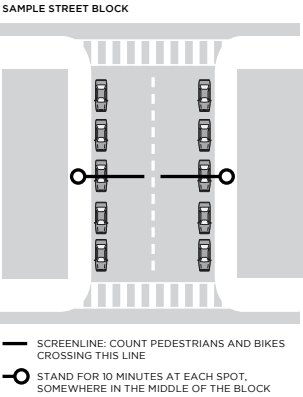 SAMPLE STREET BLOCK
SCREENLINE: COUNT PEDESTRIANS AND BIKES
CROSSING THIS LINE
STAND FOR 10 MINUTES AT EACH SPOT,
SOMEWHERE IN THE MIDDLE OF THE BLOCK